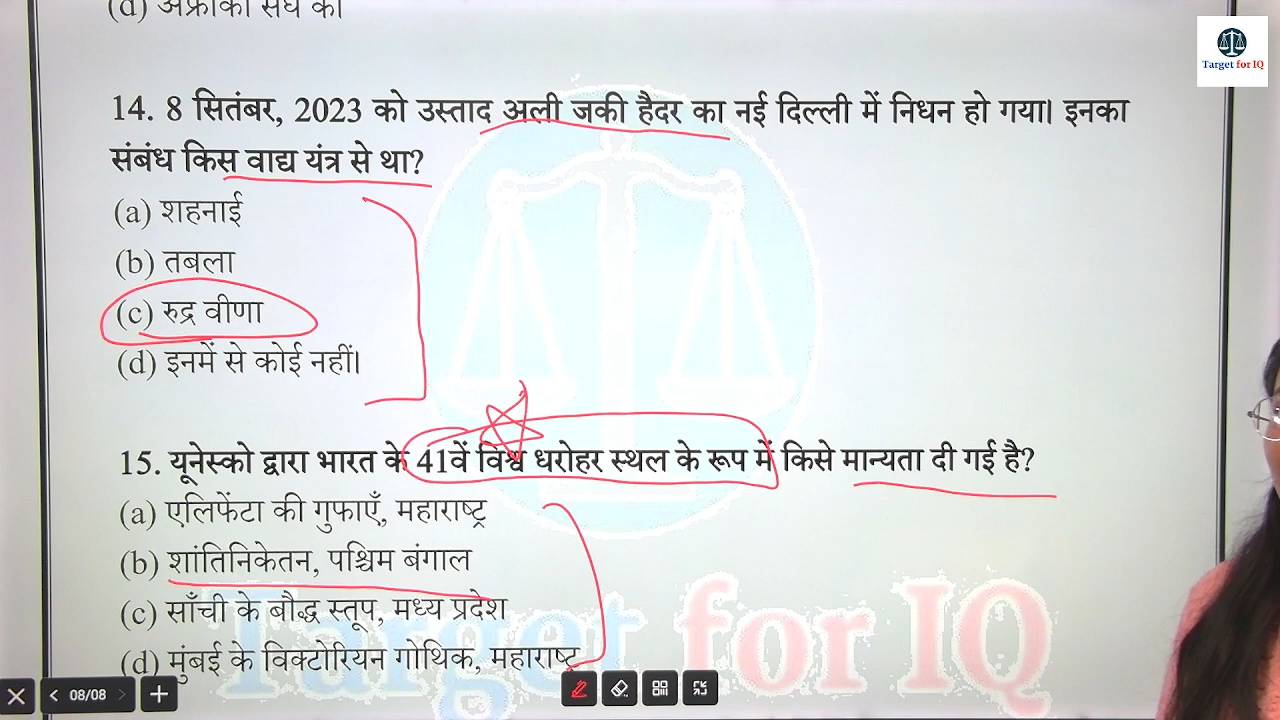 (d) अफ्रीका संघ का
Target for IQ
14. 8 सितंबर, 2023 को उस्ताद अली जकी हैदर का नई दिल्ली में निधन हो गया। इनका
संबंध किस वाद्य यंत्र से था?
(a) शहनाई
(b) तबला
(c) रुद्र वीणा
(d) इनमें से कोई नहीं।
15. यूनेस्को द्वारा भारत के 41वें विश्व धरोहर स्थल के रूप में किसे मान्यता दी गई है?
(a) एलिफेंटा की गुफाएँ, महाराष्ट्र
(b) शांतिनिकेतन, पश्चिम बंगाल
(c) साँची के बौद्ध स्तूप, मध्य प्रदेश
(d) मुंबई के विक्टोरियन गोथिक, महाराष्ट्र
Target for IQ
08/08